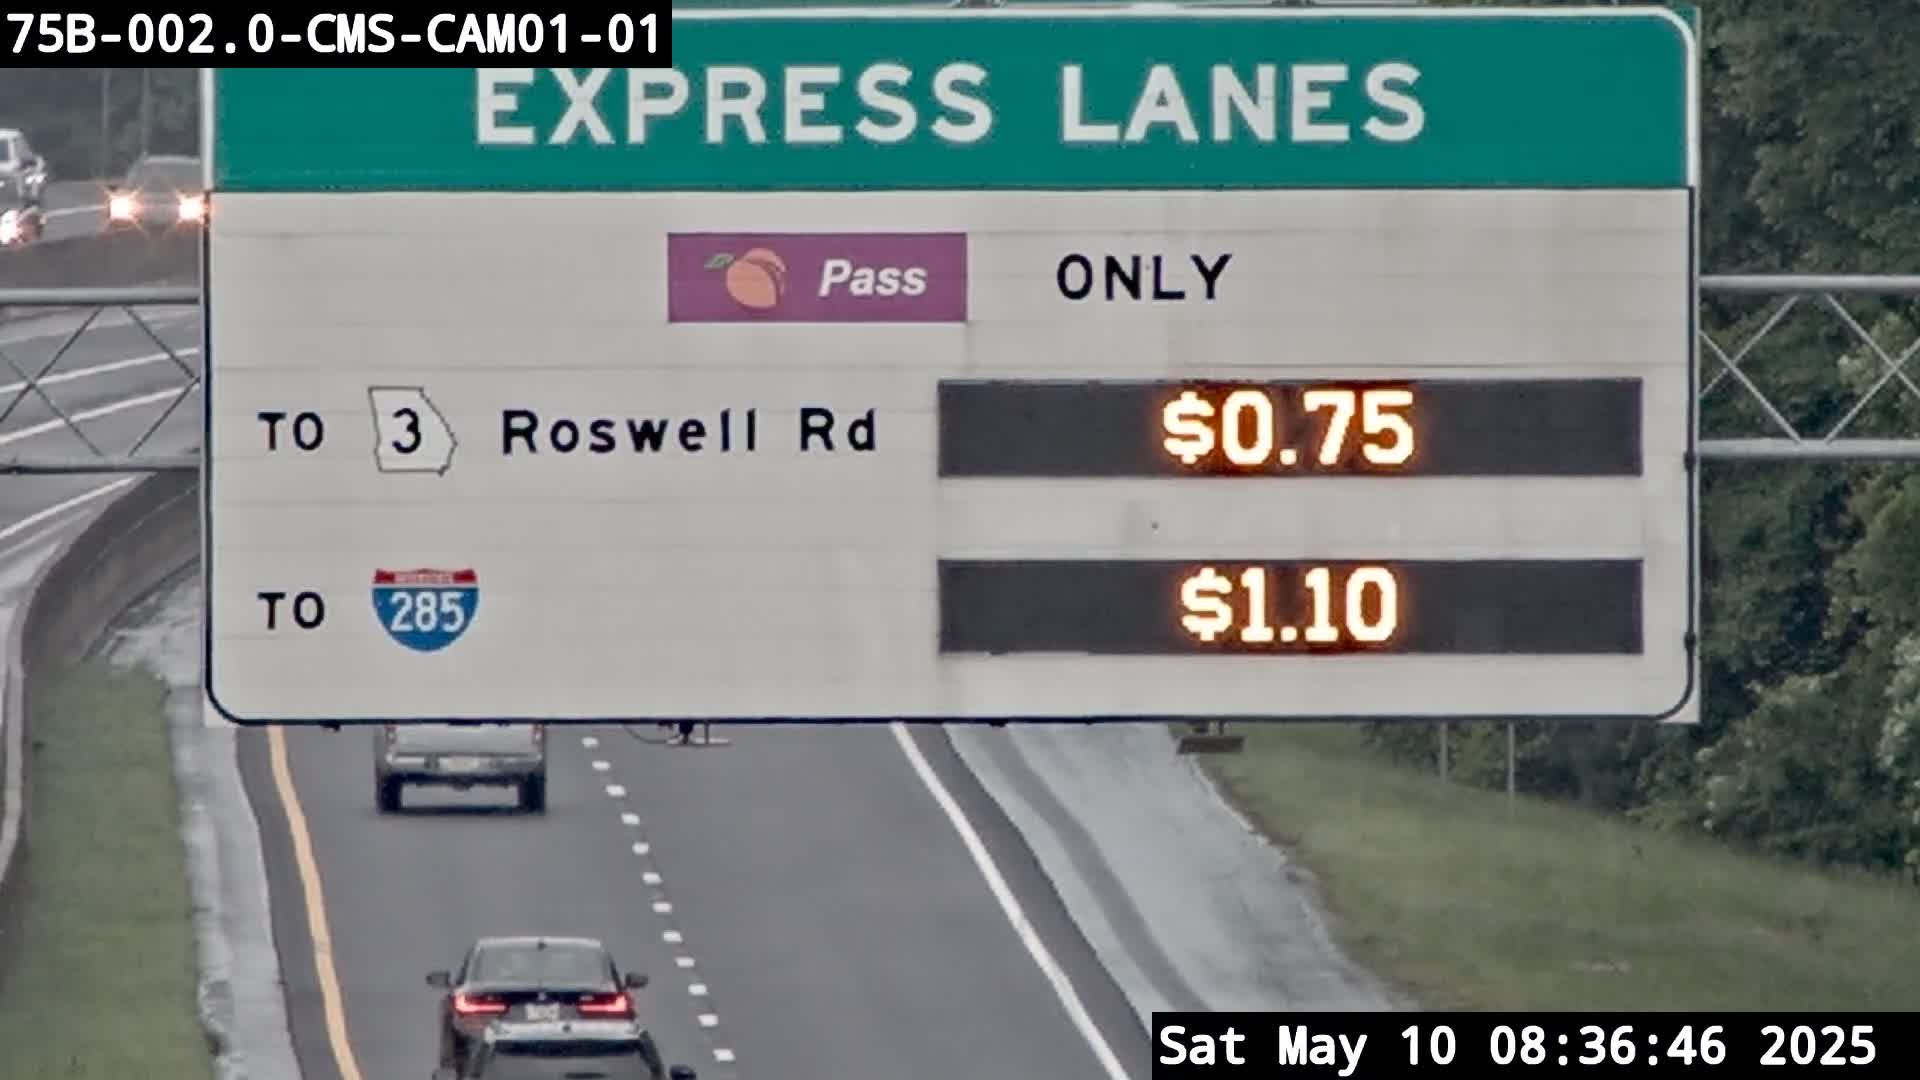 75B-002.0-CMS-CAM01-01
EXPRESS LANES
Pass ONLY
TO 3 Roswell Rd $0.75
TO 285 $1.10
Sat May 10 08:36:46 2025